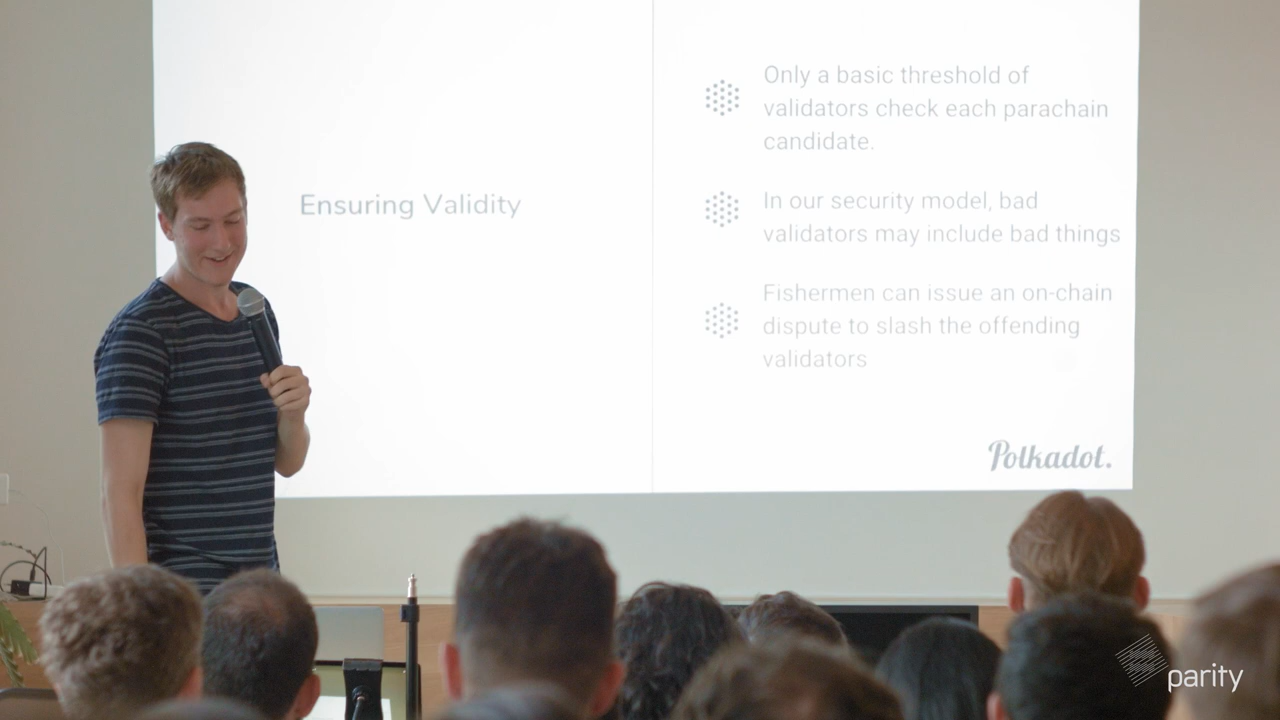 Ensuring Validity
Only a basic threshold of
validators check each parachain
candidate.
In our security model, bad
validators may include bad things
Fishermen can issue an on-chain
dispute to slash the offending
validators
Polkadot.
parity